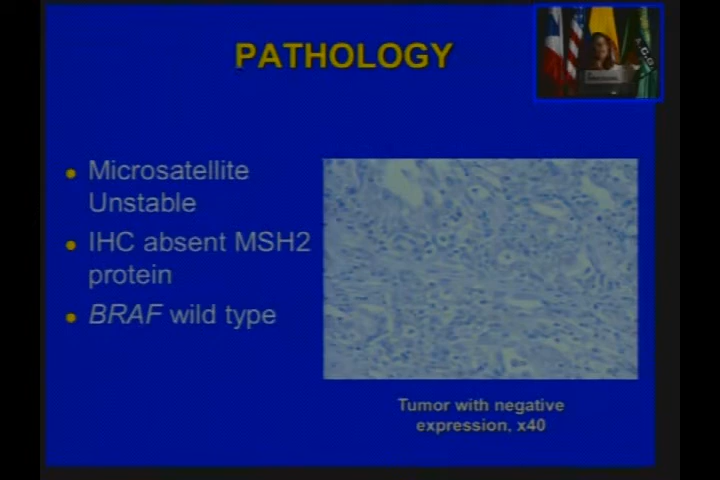 PATHOLOGY
Microsatellite
Unstable
IHC absent MSH2
protein
BRAF wild type
Tumor with negative
expression, x40